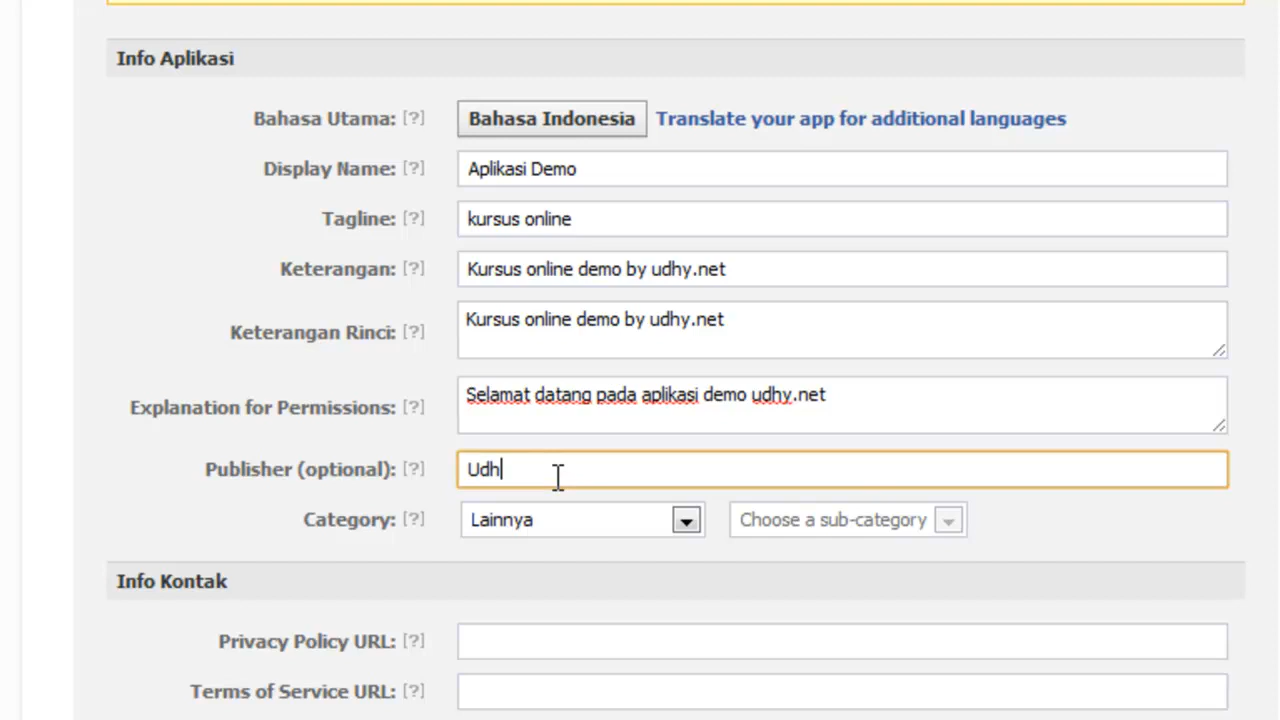 Info Aplikasi
Bahasa Utama: [?] Bahasa Indonesia Translate your app for additional languages
Display Name: [?] Aplikasi Demo
Tagline: [?] kursus online
Keterangan: [?] Kursus online demo by udhy.net
Keterangan Rinci: [?] Kursus online demo by udhy.net
Explanation for Permissions: [?] Selamat datang pada aplikasi demo udhy.net
Publisher (optional): [?] Udh
Category: [?] Lainnya Choose a sub-category
Info Kontak
Privacy Policy URL: [?]
Terms of Service URL: [?]